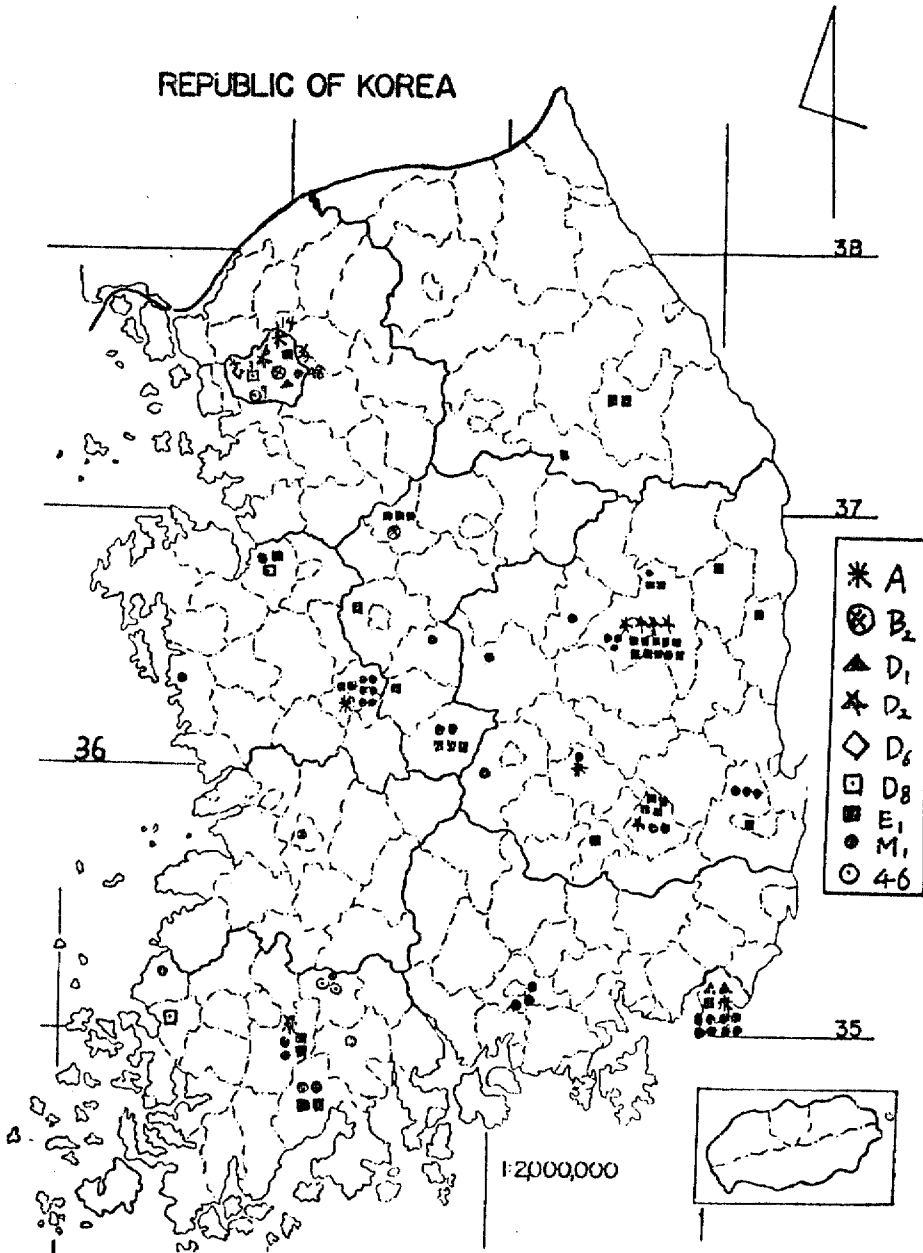 REPUBLIC OF KOREA
38
14
37
A
B₂
D₁
D₂
D₆
D₈
E₁
M₁
46
36
35
1:2,000,000